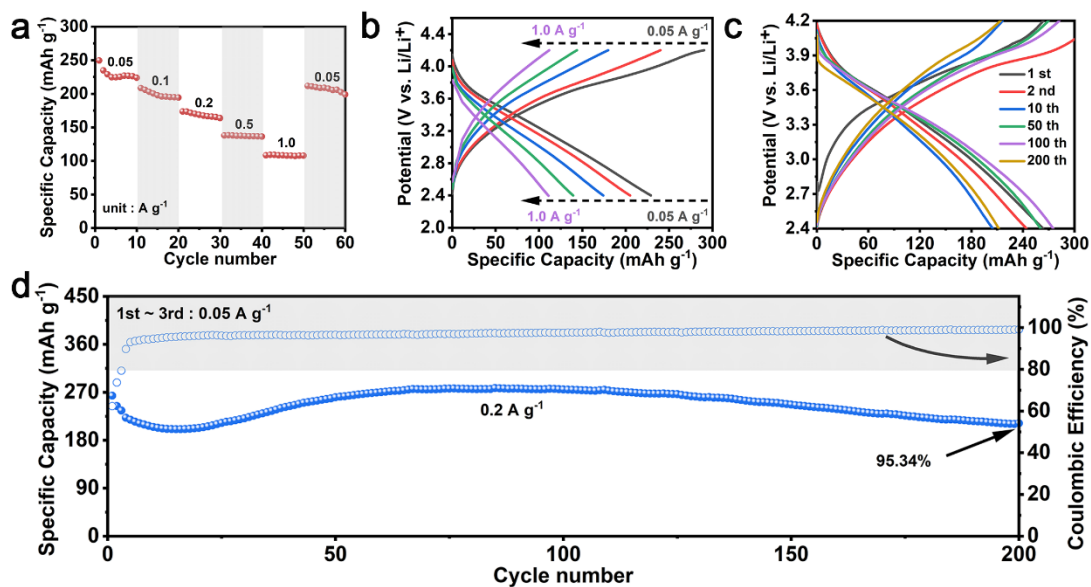 a
Specific Capacity (mAh g⁻¹)
300
250
200
150
100
50
0
0.05
0.1
0.2
0.5
1.0
0.05
unit : A g⁻¹
0 10 20 30 40 50 60
Cycle number
b
Potential (V vs. Li/Li⁺)
4.8
4.2
3.6
3.0
2.4
1.8
1.0 A g⁻¹
0.05 A g⁻¹
1.0 A g⁻¹
0.05 A g⁻¹
0 50 100 150 200 250 300
Specific Capacity (mAh g⁻¹)
c
Potential (V vs. Li/Li⁺)
4.2
3.9
3.6
3.3
3.0
2.7
2.4
1 st
2 nd
10 th
50 th
100 th
200 th
0 60 120 180 240 300
Specific Capacity (mAh g⁻¹)
d
Specific Capacity (mAh g⁻¹)
450
360
270
180
90
0
1st ~ 3rd : 0.05 A g⁻¹
0.2 A g⁻¹
95.34%
100
80
60
40
20
0
Coulombic Efficiency (%)
0 50 100 150 200
Cycle number